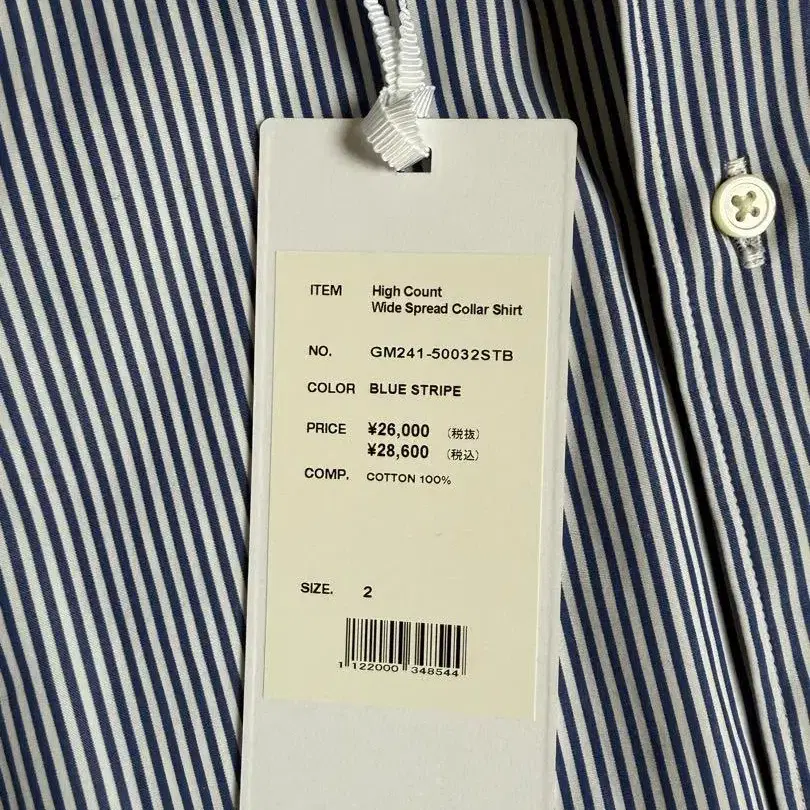 ITEM High Count
Wide Spread Collar Shirt
NO. GM241-50032STB
COLOR BLUE STRIPE
PRICE ¥26,000 (税抜)
¥28,600 (税込)
COMP. COTTON 100%
SIZE. 2
1 122000 348544